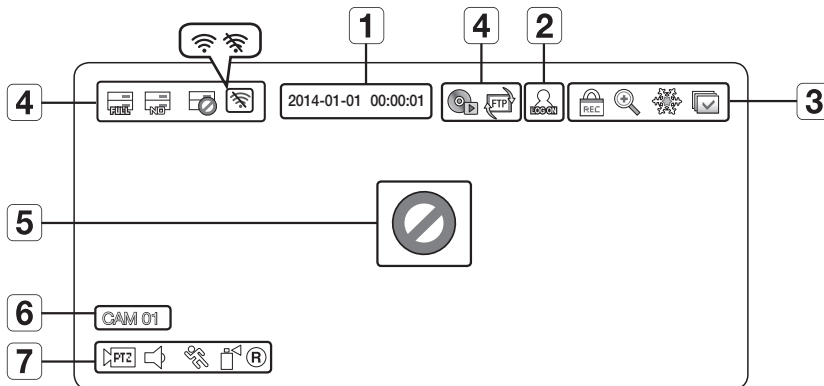 1 4 2
4 FULL NO 2014-01-01 00:00:01 FTP LOG ON REC 3
5
6 CAM 01
7 PTZ R